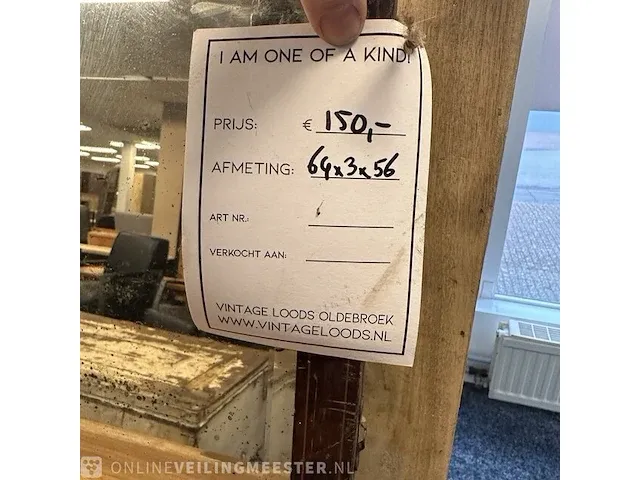 I AM ONE OF A KIND!
PRIJS: € 150,-
AFMETING: 64x3x56
ART NR.:
VERKOCHT AAN:
VINTAGE LOODS OLDEBROEK
WWW.VINTAGELOODS.NL
ONLINEVEILINGMEESTER.NL